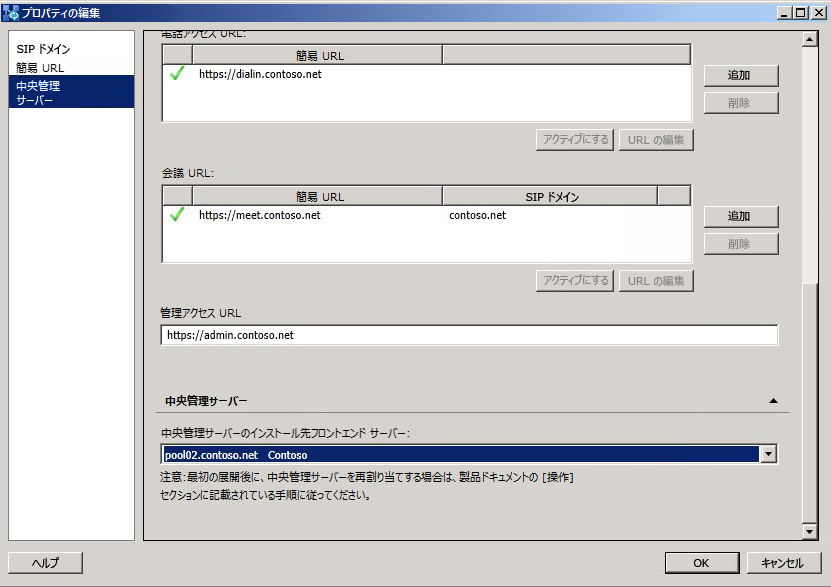 プロパティの編集
SIP ドメイン
簡易 URL
中央管理
サーバー
電話アクセス URL:
簡易 URL
https://dialin.contoso.net
追加
削除
アクティブにする
URL の編集
会議 URL:
簡易 URL
SIP ドメイン
https://meet.contoso.net
contoso.net
追加
削除
アクティブにする
URL の編集
管理アクセス URL
https://admin.contoso.net
中央管理サーバー
中央管理サーバーのインストール先フロントエンド サーバー:
pool02.contoso.net Contoso
注意: 最初の展開後に、中央管理サーバーを再割り当てする場合は、製品ドキュメントの [操作]
セクションに記載されている手順に従ってください。
ヘルプ
OK
キャンセル